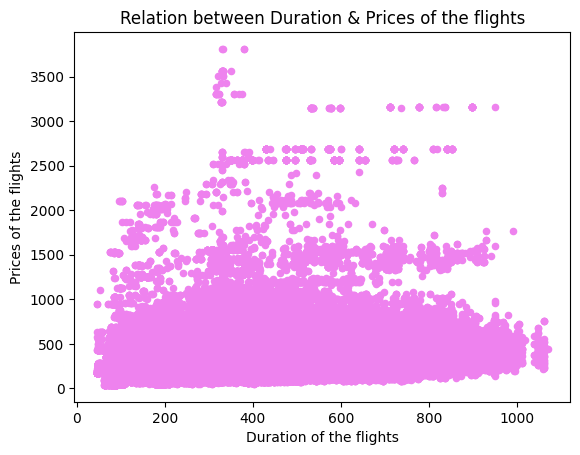 Relation between Duration & Prices of the flights
3500
3000
2500
2000
1500
1000
500
0
Prices of the flights
0 200 400 600 800 1000
Duration of the flights